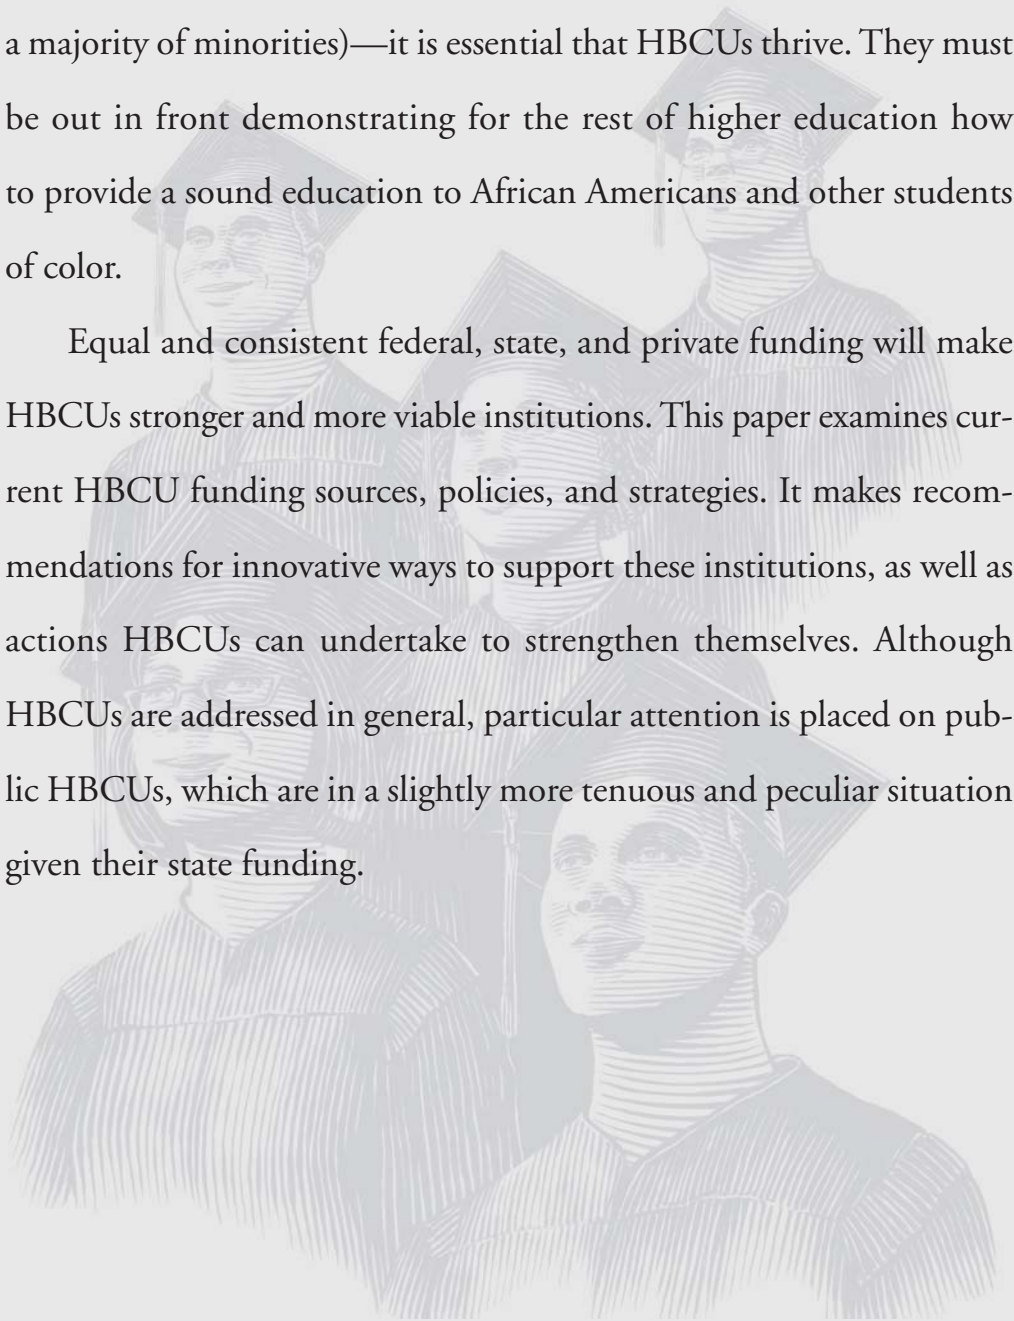 a majority of minorities)—it is essential that HBCUs thrive. They must
be out in front demonstrating for the rest of higher education how
to provide a sound education to African Americans and other students
of color.
Equal and consistent federal, state, and private funding will make
HBCUs stronger and more viable institutions. This paper examines cur-
rent HBCU funding sources, policies, and strategies. It makes recom-
mendations for innovative ways to support these institutions, as well as
actions HBCUs can undertake to strengthen themselves. Although
HBCUs are addressed in general, particular attention is placed on pub-
lic HBCUs, which are in a slightly more tenuous and peculiar situation
given their state funding.